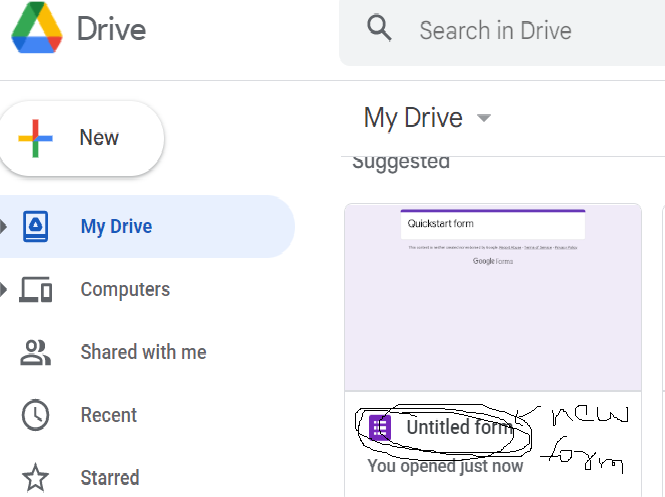 Drive
Search in Drive
New
My Drive
Suggested
My Drive
Computers
Shared with me
Recent
Starred
Quickstart form
This content is neither created nor endorsed by Google. Report Abuse - Terms of Service - Privacy Policy
Google Forms
Untitled form
You opened just now
new
form